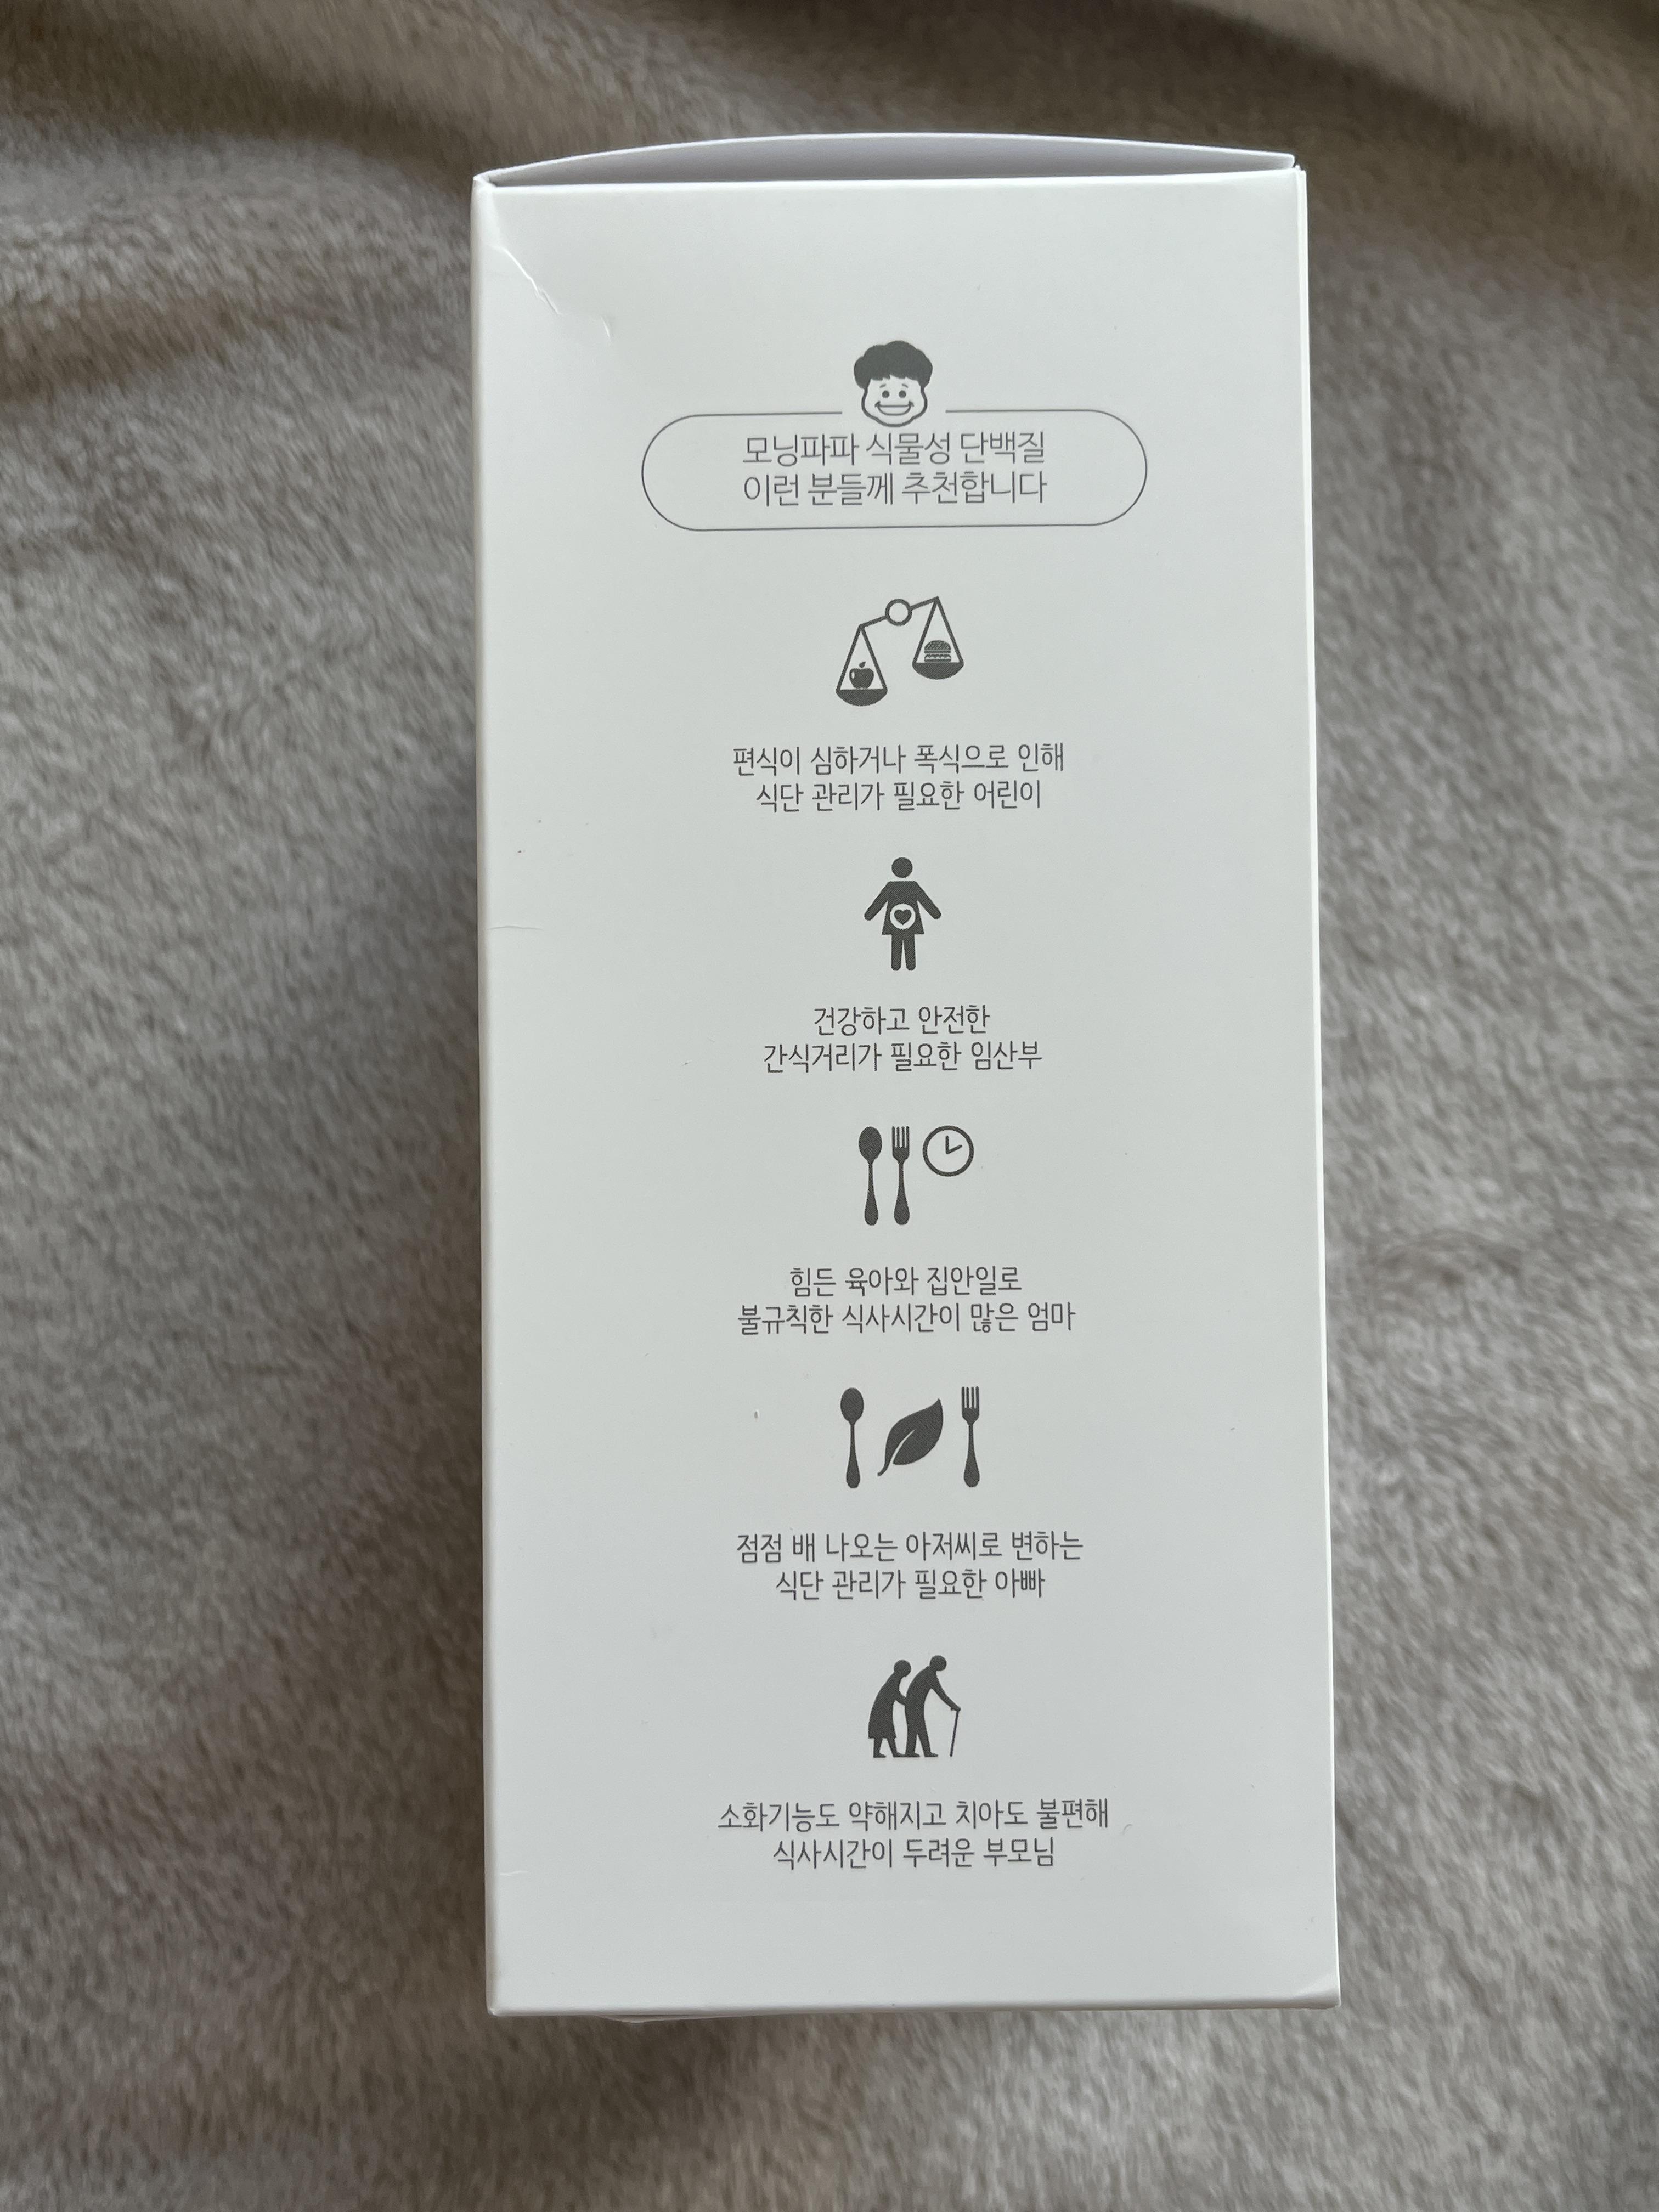 모닝파파 식물성 단백질
이런 분들께 추천합니다
편식이 심하거나 폭식으로 인해
식단 관리가 필요한 어린이
건강하고 안전한
간식거리가 필요한 임산부
힘든 육아와 집안일로
불규칙한 식사시간이 많은 엄마
점점 배 나오는 아저씨로 변하는
식단 관리가 필요한 아빠
소화기능도 약해지고 치아도 불편해
식사시간이 두려운 부모님